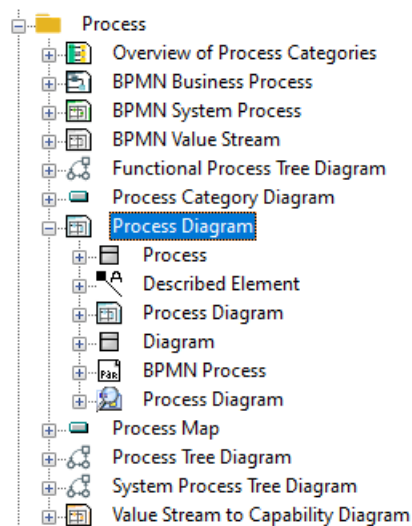 Process
Overview of Process Categories
BPMN Business Process
BPMN System Process
BPMN Value Stream
Functional Process Tree Diagram
Process Category Diagram
Process Diagram
Process
Described Element
Process Diagram
Diagram
BPMN Process
Process Diagram
Process Map
Process Tree Diagram
System Process Tree Diagram
Value Stream to Capability Diagram